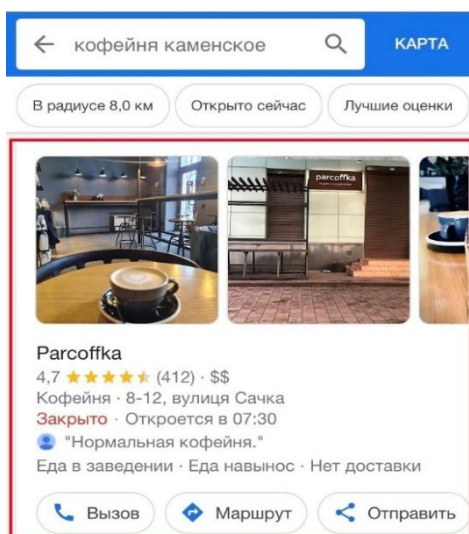 кофейня каменское
КАРТА
В радиусе 8,0 км
Открыто сейчас
Лучшие оценки
parcoffka
Parcoffka
4,7 (412) · $$
Кофейня · 8-12, вулиця Сачка
Закрыто · Откроется в 07:30
"Нормальная кофейня."
Еда в заведении · Еда навынос · Нет доставки
Вызов
Маршрут
Отправить